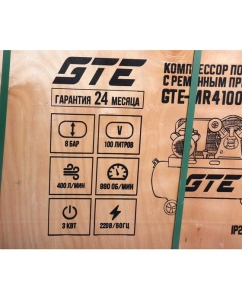 GTE
ГАРАНТИЯ 24 МЕСЯЦА
8 БАР
V
100 ЛИТРОВ
400 Л/МИН
980 ОБ/МИН
3 КВТ
220В/50ГЦ
КОМПРЕССОР ПО
С РЕМЕННЫМ ПР
GTE-MR4100
GTE
IP2